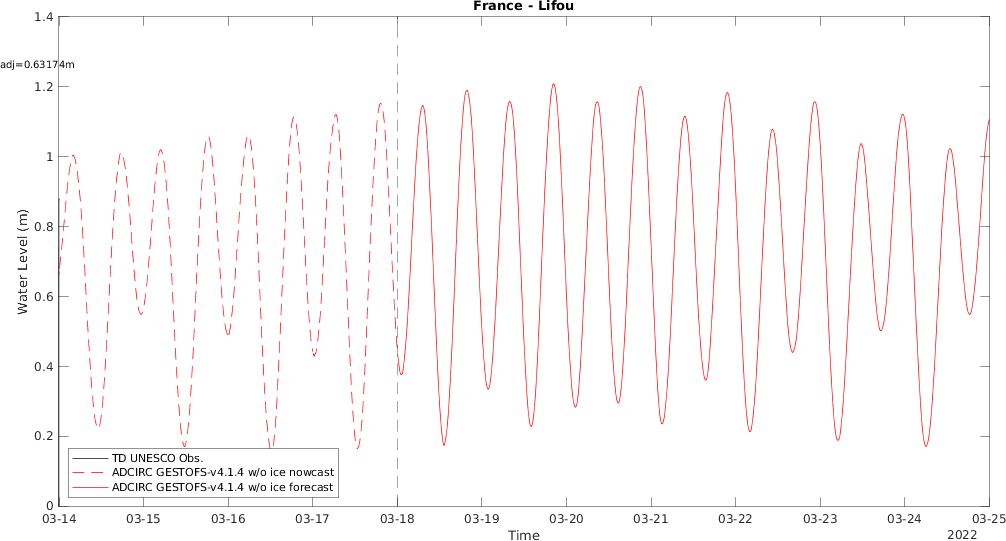 France - Lifou
adj=0.63174m
Water Level (m)
1.4
1.2
1
0.8
0.6
0.4
0.2
0
TD UNESCO Obs.
ADCIRC GESTOFS-v4.1.4 w/o ice nowcast
ADCIRC GESTOFS-v4.1.4 w/o ice forecast
03-14 03-15 03-16 03-17 03-18 03-19 03-20 03-21 03-22 03-23 03-24 03-25
Time
2022